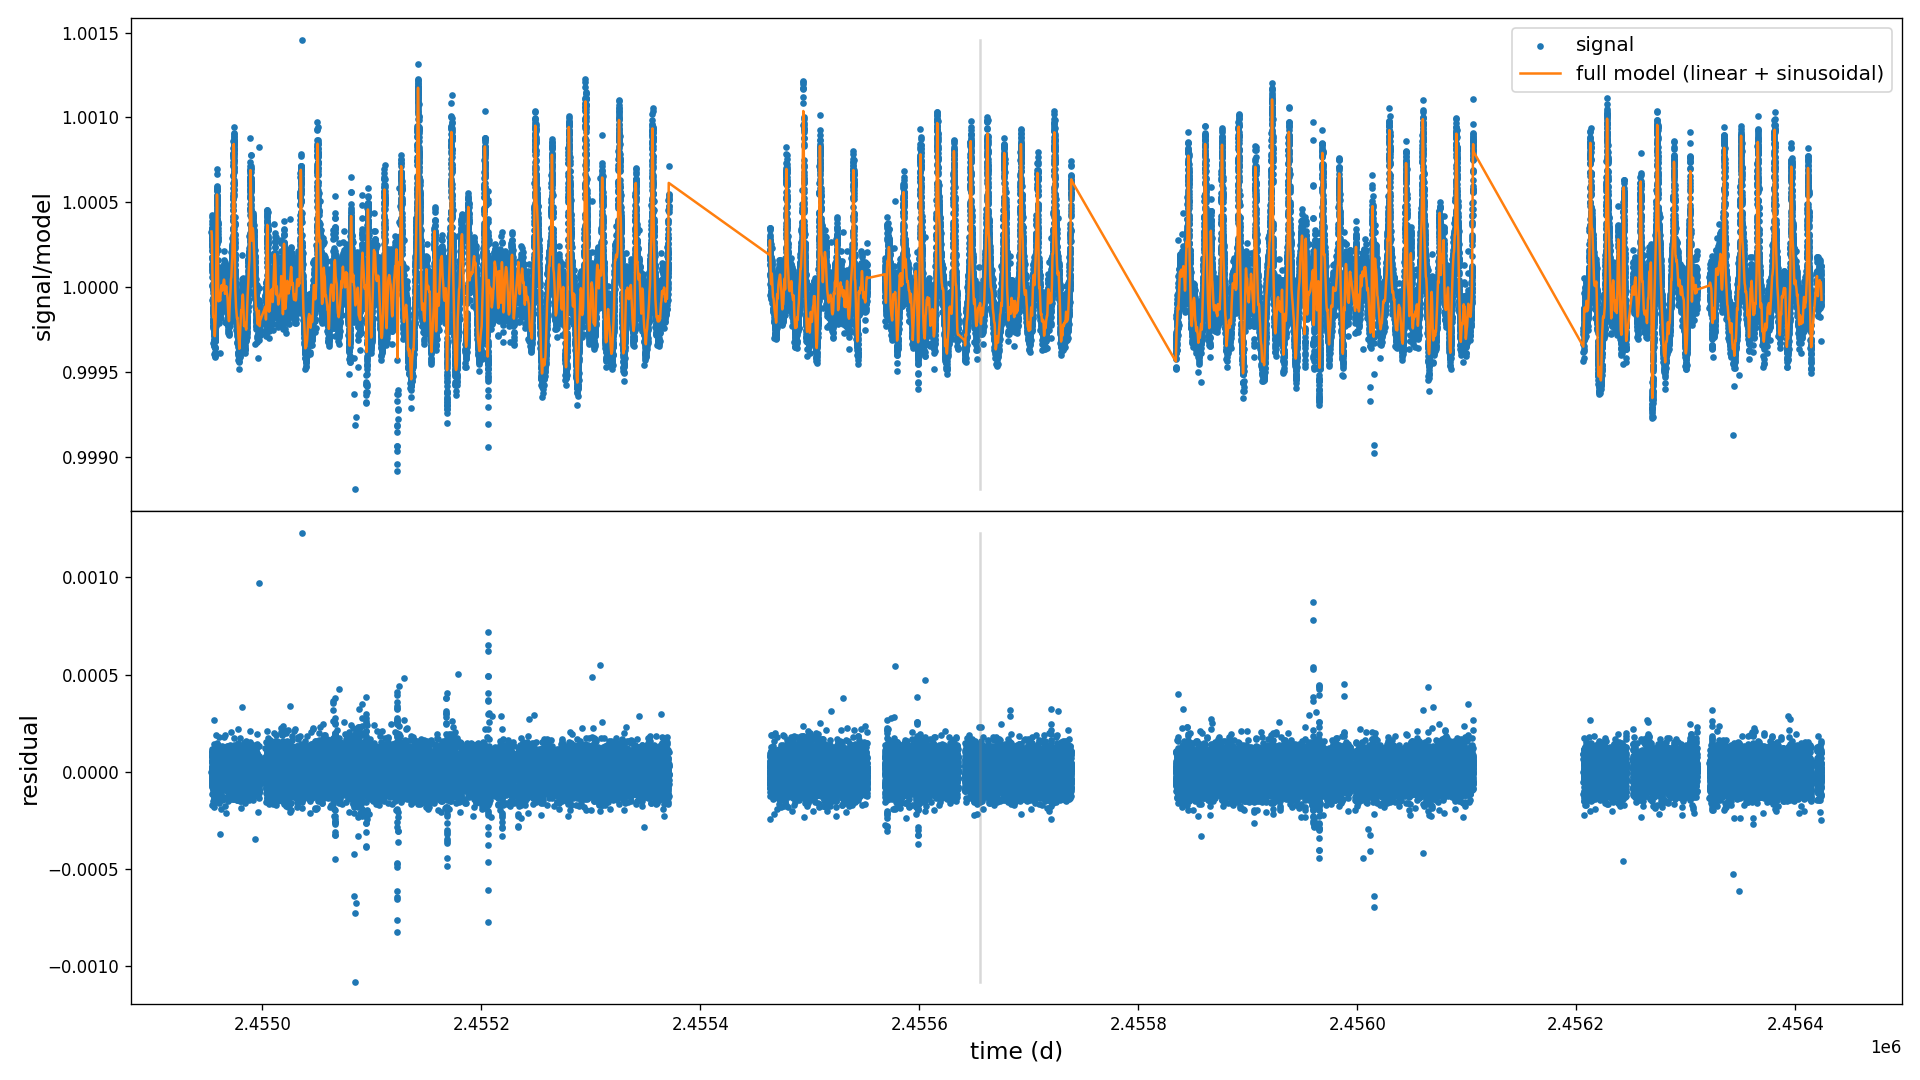 signal/model
1.0015
1.0010
1.0005
1.0000
0.9995
0.9990
signal
full model (linear + sinusoidal)
residual
0.0010
0.0005
0.0000
−0.0005
−0.0010
2.4550 2.4552 2.4554 2.4556 2.4558 2.4560 2.4562 2.4564
1e6
time (d)